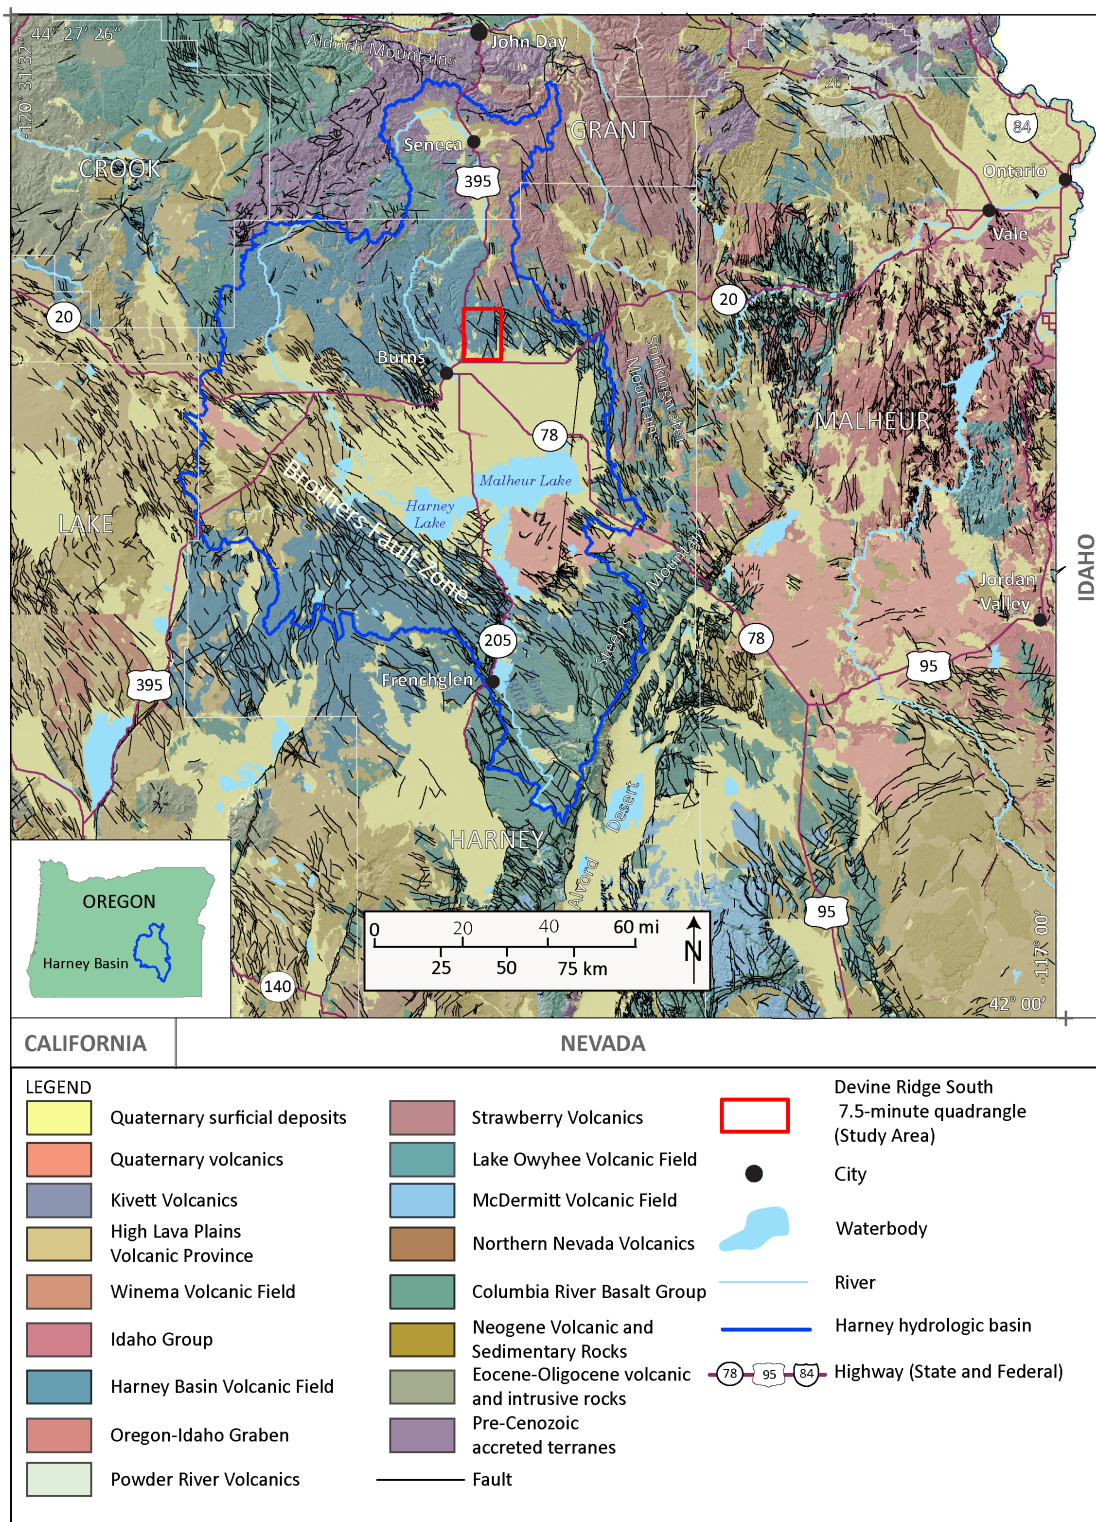 44° 27' 26"
-120° 31' 32"
Aldrich Mountains
John Day
26
GRANT
84
CROOK
Seneca
395
Ontario
Vale
20
20
Burns
Stinkingwater
Mountains
MALHEUR
78
Malheur Lake
Harney
Lake
Brothers Fault Zone
LAKE
IDAHO
Steens Mountain
Jordan
Valley
205
78
95
395
Frenchglen
Desert
Alvord
HARNEY
95
-117° 00'
42° 00'
OREGON
Harney Basin
0 20 40 60 mi
25 50 75 km
N
140
CALIFORNIA
NEVADA
LEGEND
Quaternary surficial deposits
Quaternary volcanics
Kivett Volcanics
High Lava Plains
Volcanic Province
Winema Volcanic Field
Idaho Group
Harney Basin Volcanic Field
Oregon-Idaho Graben
Powder River Volcanics
Strawberry Volcanics
Lake Owyhee Volcanic Field
McDermitt Volcanic Field
Northern Nevada Volcanics
Columbia River Basalt Group
Neogene Volcanic and
Sedimentary Rocks
Eocene-Oligocene volcanic
and intrusive rocks
Pre-Cenozoic
accreted terranes
Fault
Devine Ridge South
7.5-minute quadrangle
(Study Area)
City
Waterbody
River
Harney hydrologic basin
78 95 84 Highway (State and Federal)